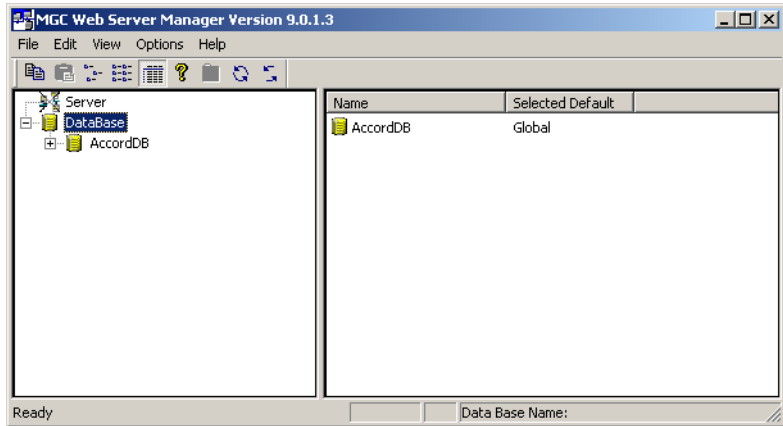 MGC Web Server Manager Version 9.0.1.3
File Edit View Options Help
Server
DataBase
AccordDB
Name Selected Default
AccordDB Global
Ready Data Base Name: